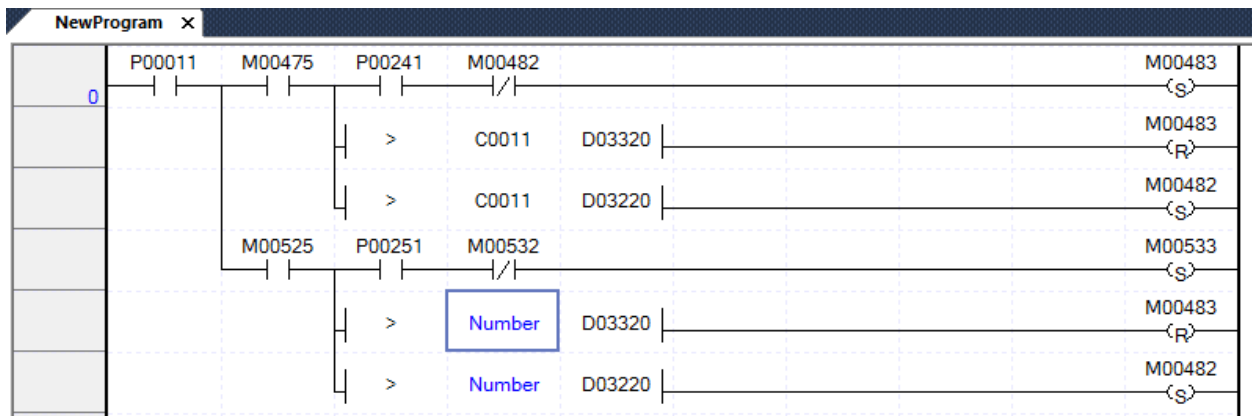 NewProgram X
P00011 M00475 P00241 M00482 M00483
0 S
> C0011 D03320 M00483
R
> C0011 D03220 M00482
S
M00525 P00251 M00532 M00533
S
> Number D03320 M00483
R
> Number D03220 M00482
S